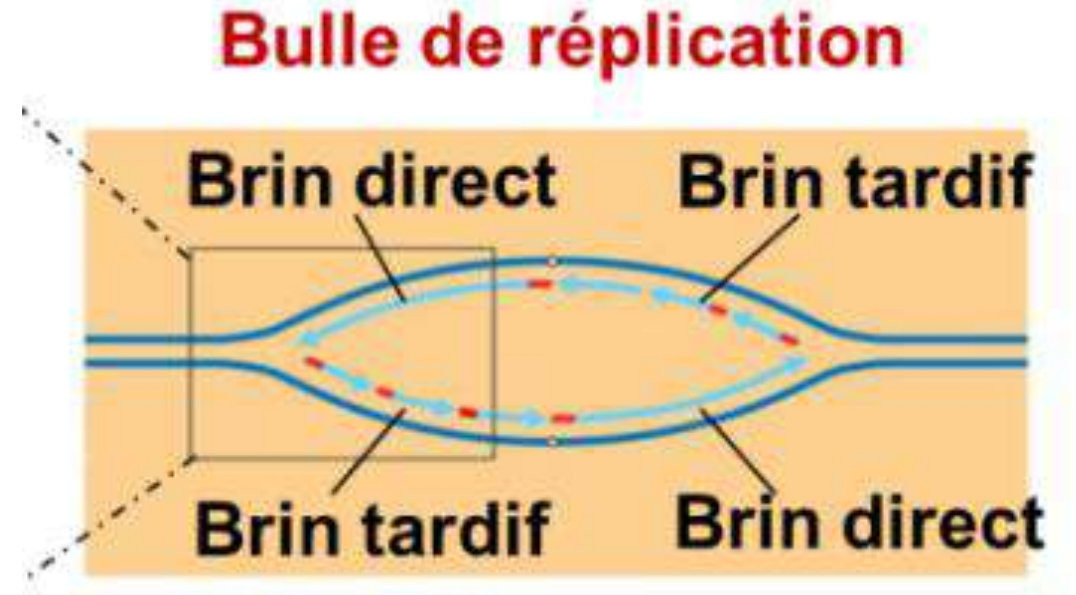 Bulle de réplication
Brin direct
Brin tardif
Brin tardif
Brin direct